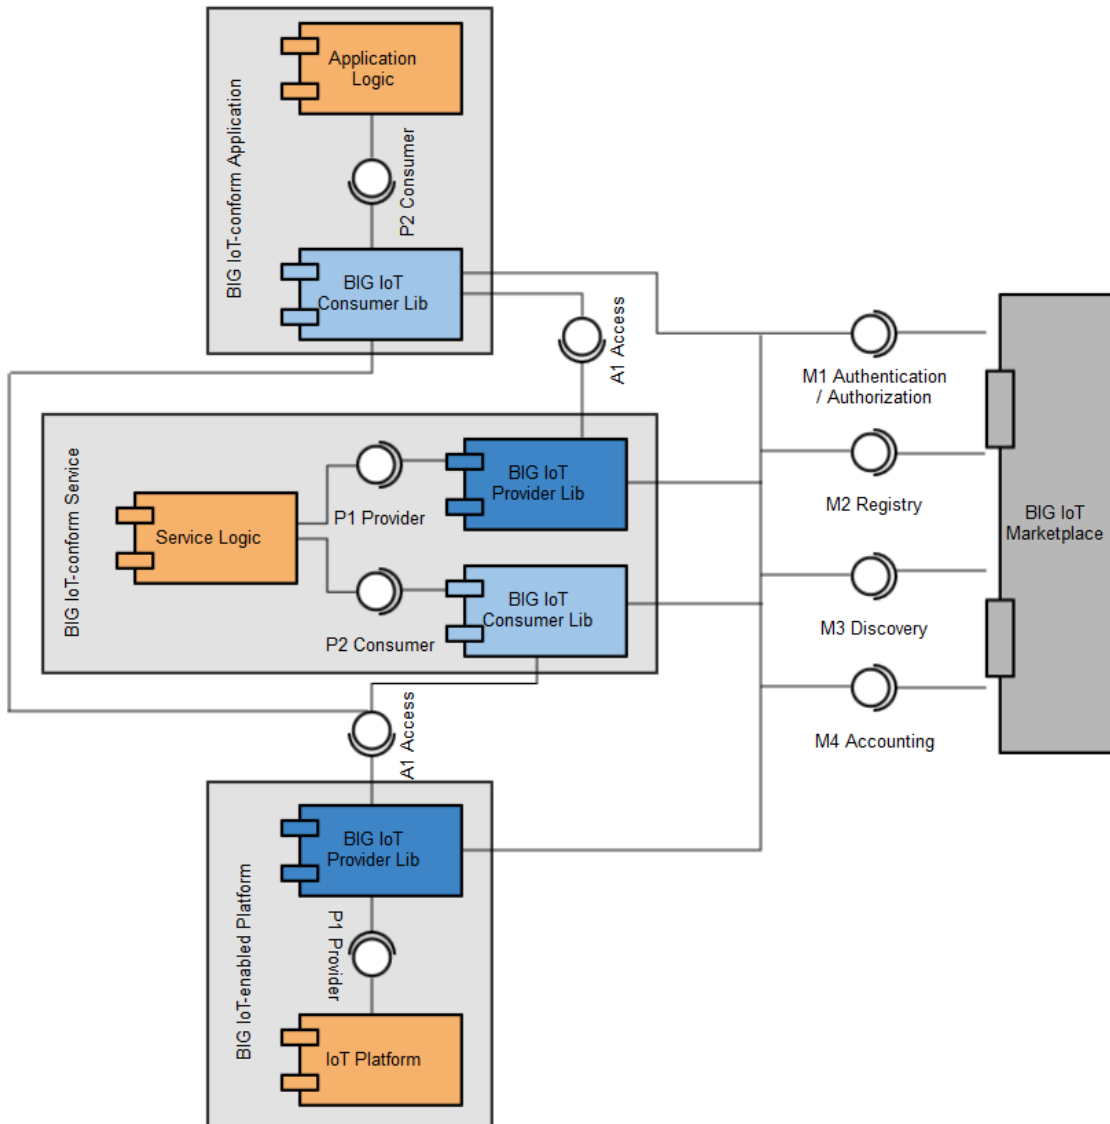 Application
Logic
BIG IoT-conform Application
P2 Consumer
BIG IoT
Consumer Lib
A1 Access
M1 Authentication
/ Authorization
BIG IoT-conform Service
BIG IoT
Provider Lib
P1 Provider
Service Logic
M2 Registry
BIG IoT
Marketplace
BIG IoT
Consumer Lib
P2 Consumer
M3 Discovery
A1 Access
M4 Accounting
BIG IoT-enabled Platform
BIG IoT
Provider Lib
P1 Provider
IoT Platform